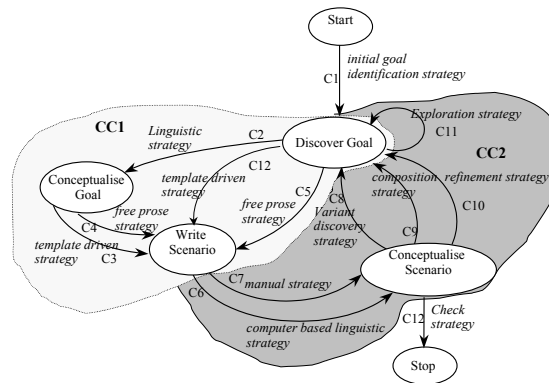 Start
initial goal
C1
identification strategy
CC1
Exploration strategy
C11
Linguistic
strategy
C2
C12
Discover Goal
CC2
Conceptualise
Goal
template driven
strategy
C5
composition refinement strategy
strategy
C4
free prose
strategy
free prose
strategy
C8
Variant
discovery
strategy
C9
C10
template driven
strategy
C3
Write
Scenario
Conceptualise
Scenario
C7
manual strategy
C6
computer based linguistic
strategy
C12
Check
strategy
Stop